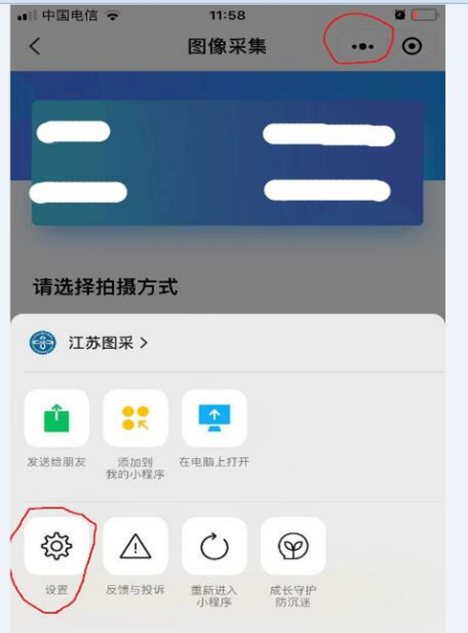 中国电信
11:58
图像采集
请选择拍摄方式
江苏图采
发送给朋友
添加到
我的小程序
在电脑上打开
设置
反馈与投诉
重新进入
小程序
成长守护
防沉迷